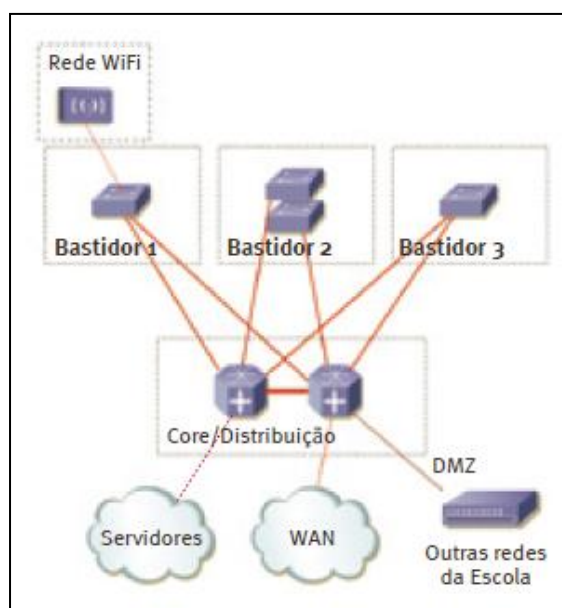 Rede WiFi
Bastidor 1
Bastidor 2
Bastidor 3
Core/Distribuição
DMZ
Servidores
WAN
Outras redes
da Escola